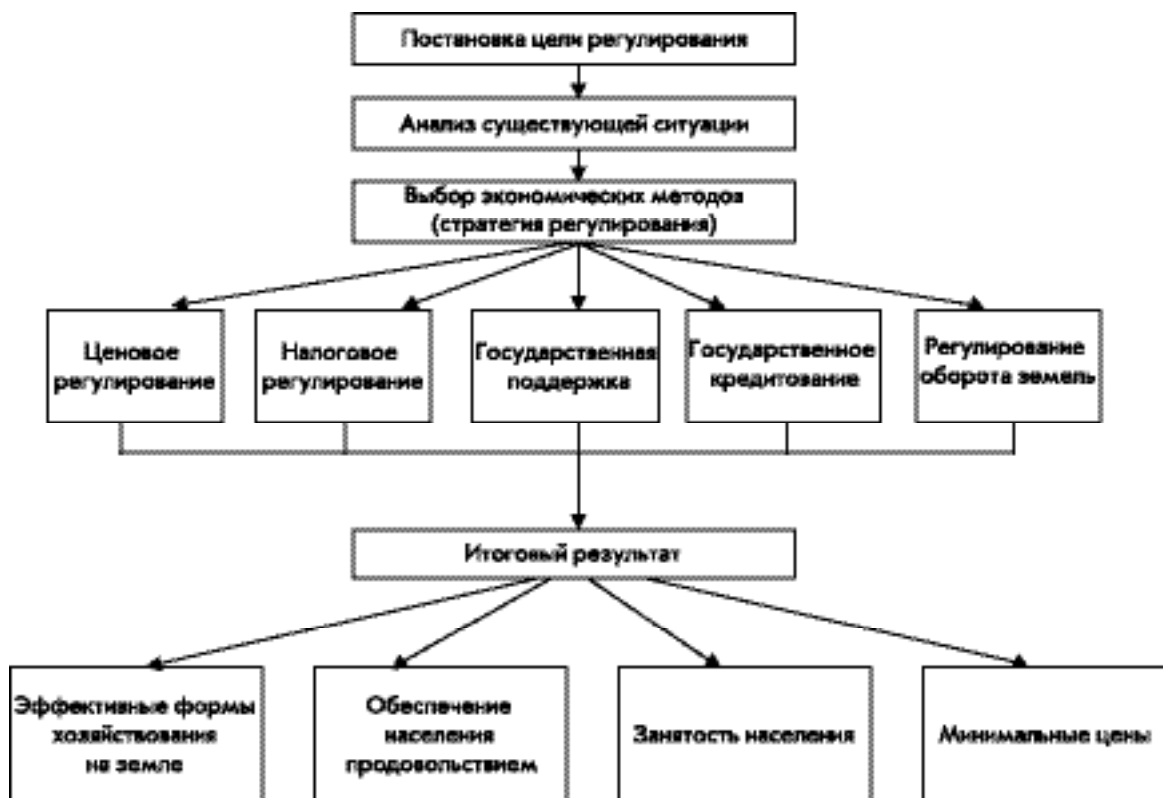 Постановка цели регулирования
Анализ существующей ситуации
Выбор экономических методов
(стратегия регулирования)
Ценовое
регулирование
Налоговое
регулирование
Государственная
поддержка
Государственное
кредитование
Регулирование
оборота земель
Итоговый результат
Эффективные формы
хозяйствования
на земле
Обеспечение
населения
продовольствием
Занятость населения
Минимальные цены